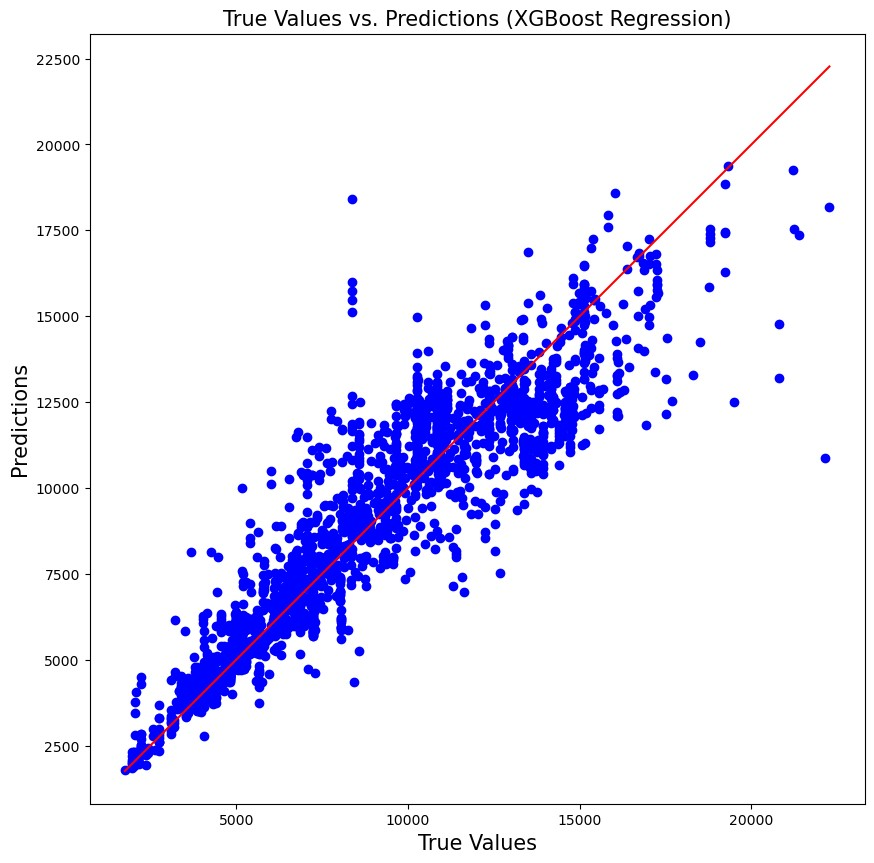 True Values vs. Predictions (XGBoost Regression)
22500
20000
17500
15000
12500
10000
7500
5000
2500
Predictions
5000 10000 15000 20000
True Values